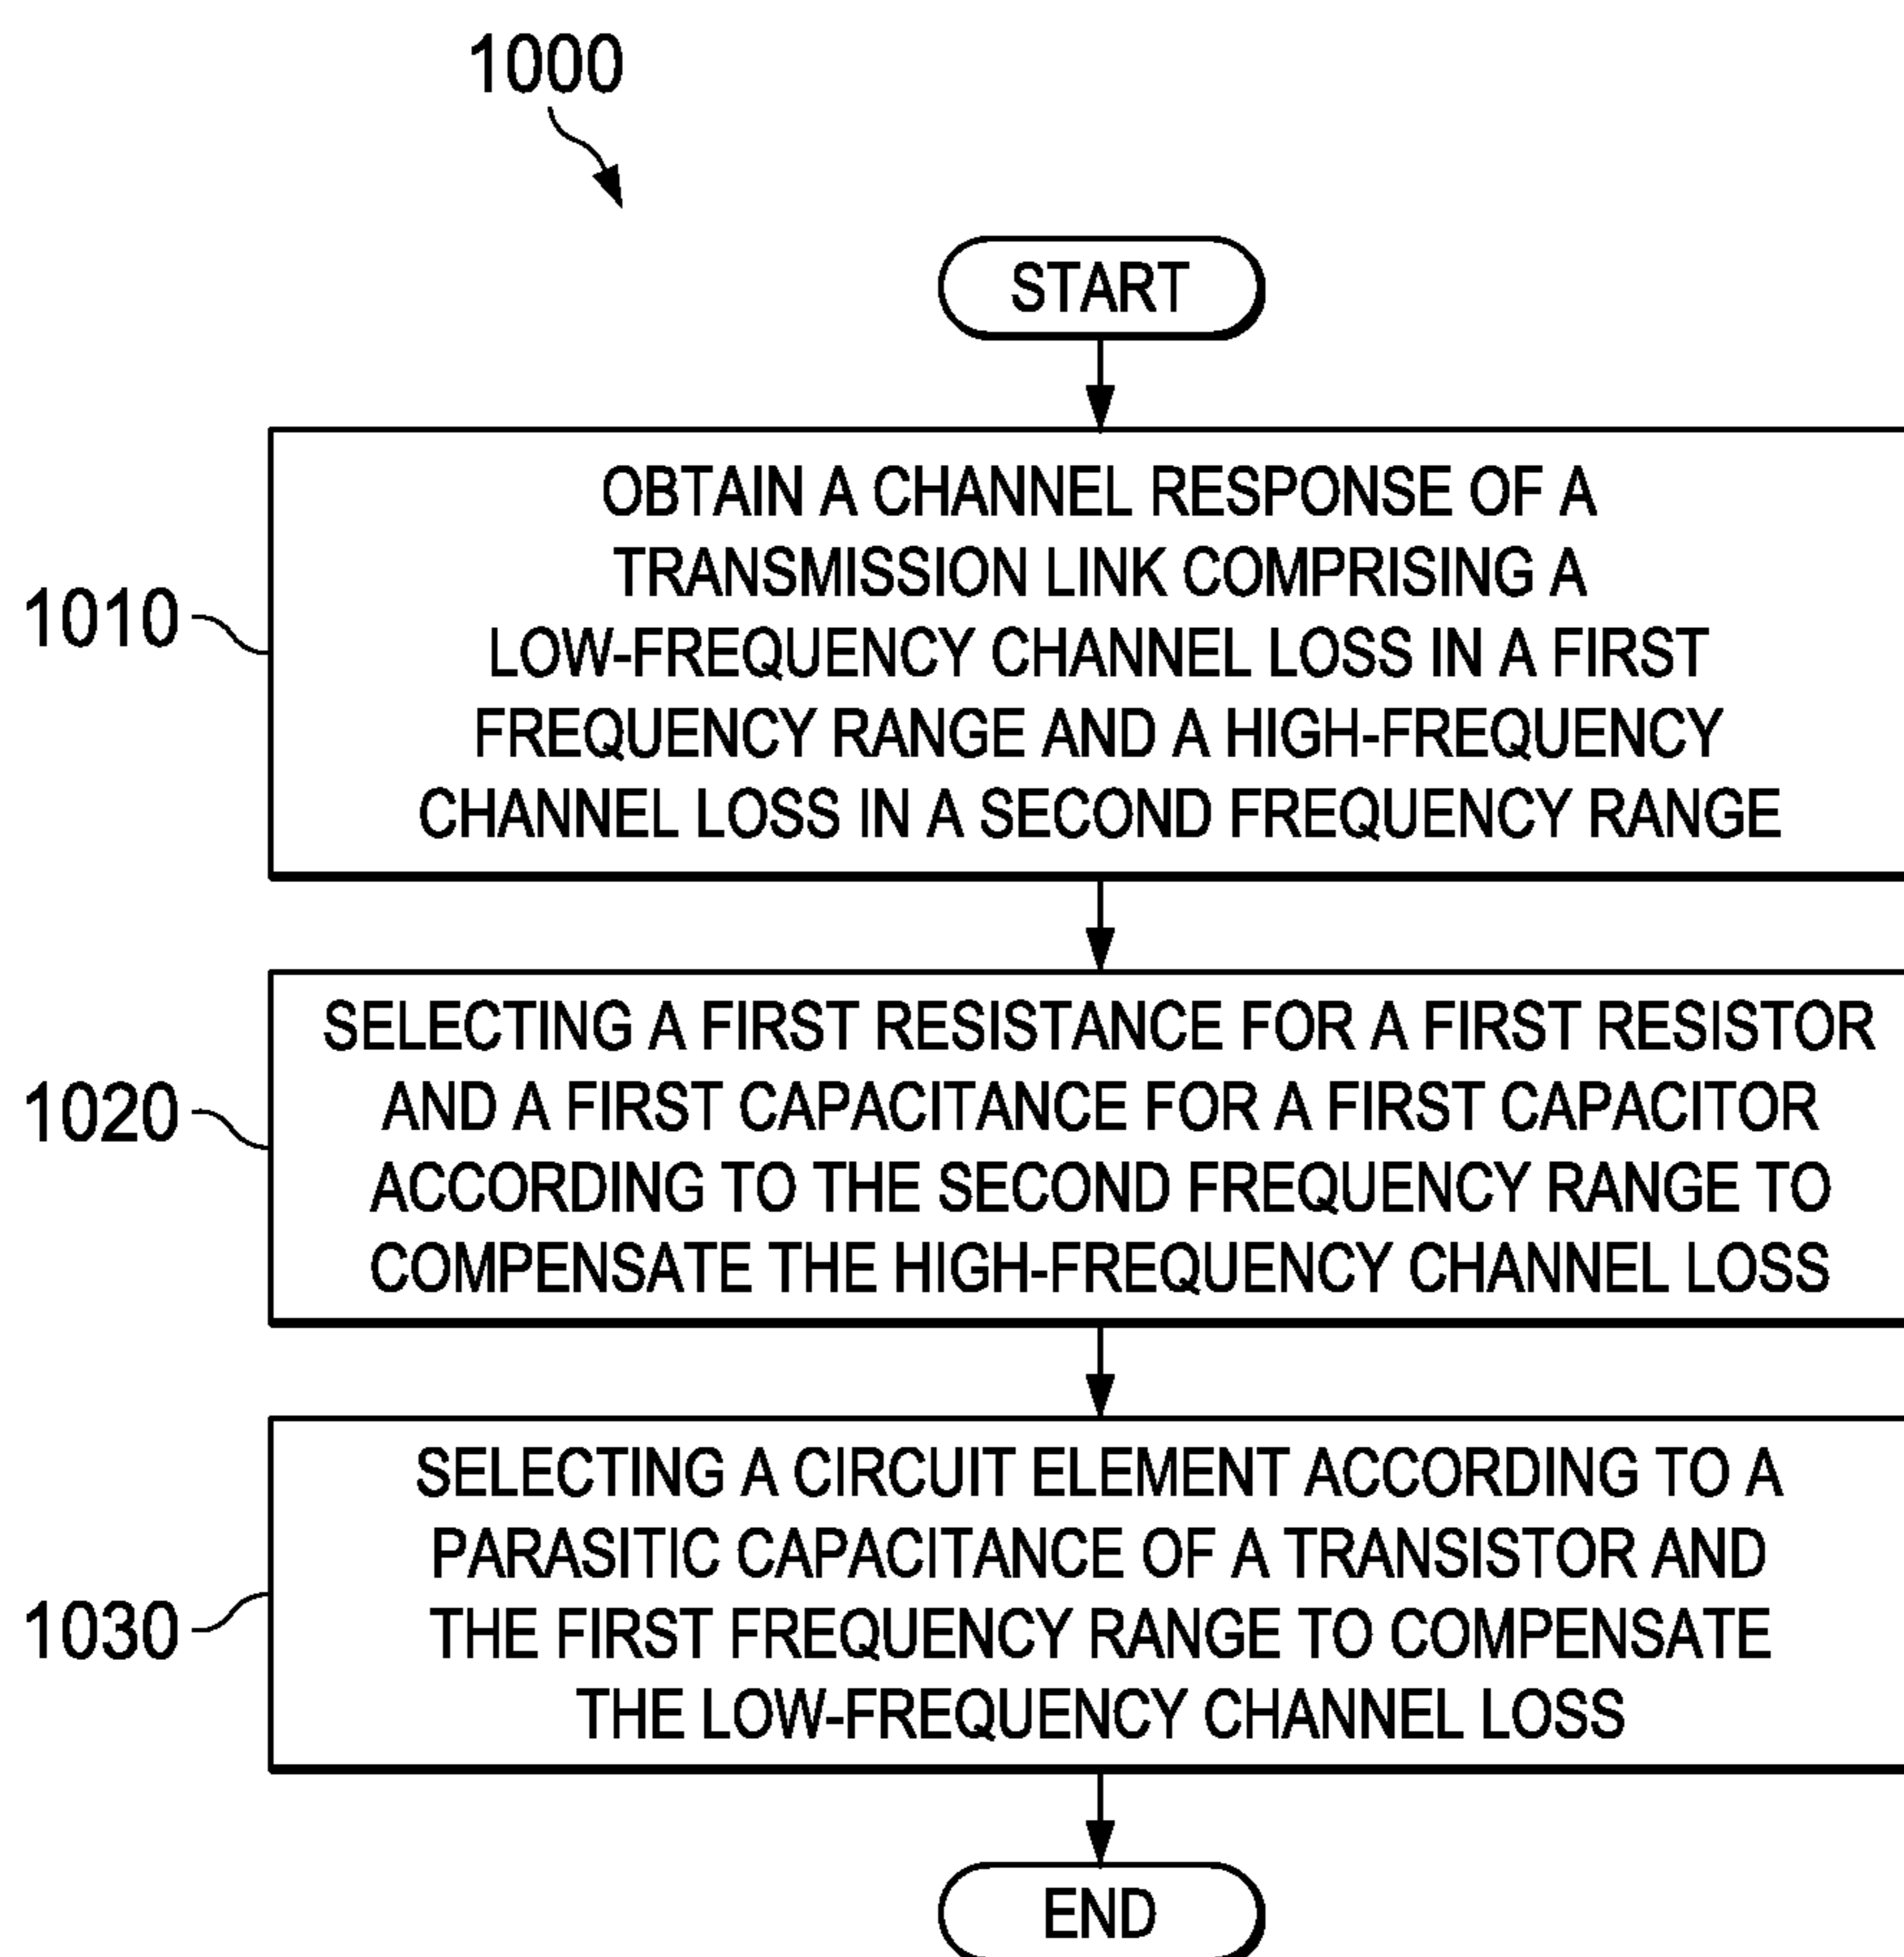 1000
START
1010
OBTAIN A CHANNEL RESPONSE OF A
TRANSMISSION LINK COMPRISING A
LOW-FREQUENCY CHANNEL LOSS IN A FIRST
FREQUENCY RANGE AND A HIGH-FREQUENCY
CHANNEL LOSS IN A SECOND FREQUENCY RANGE
1020
SELECTING A FIRST RESISTANCE FOR A FIRST RESISTOR
AND A FIRST CAPACITANCE FOR A FIRST CAPACITOR
ACCORDING TO THE SECOND FREQUENCY RANGE TO
COMPENSATE THE HIGH-FREQUENCY CHANNEL LOSS
1030
SELECTING A CIRCUIT ELEMENT ACCORDING TO A
PARASITIC CAPACITANCE OF A TRANSISTOR AND
THE FIRST FREQUENCY RANGE TO COMPENSATE
THE LOW-FREQUENCY CHANNEL LOSS
END